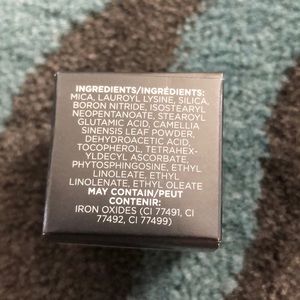 INGREDIENTS/INGRÉDIENTS:
MICA, LAUROYL LYSINE, SILICA,
BORON NITRIDE, ISOSTEARYL
NEOPENTANOATE, STEAROYL
GLUTAMIC ACID, CAMELLIA
SINENSIS LEAF POWDER,
DEHYDROACETIC ACID,
TOCOPHEROL, TETRAHEX-
YLDECYL ASCORBATE,
PHYTOSPHINGOSINE, ETHYL
LINOLEATE, ETHYL
LINOLENATE, ETHYL OLEATE
MAY CONTAIN/PEUT
CONTENIR:
IRON OXIDES (CI 77491, CI
77492, CI 77499)